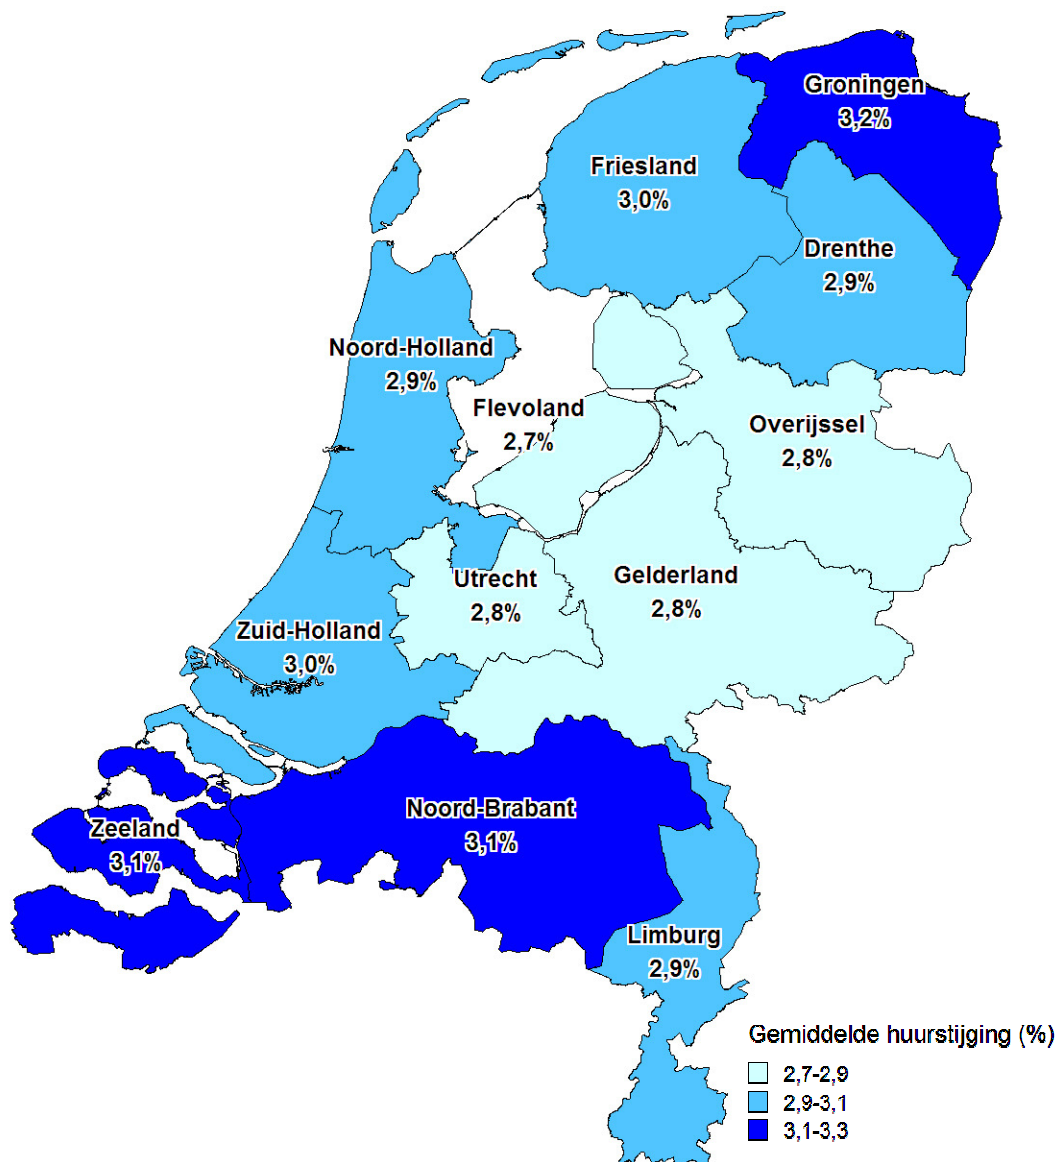 Groningen
3,2%
Friesland
3,0%
Drenthe
2,9%
Noord-Holland
2,9%
Flevoland
2,7%
Overijssel
2,8%
Utrecht
2,8%
Gelderland
2,8%
Zuid-Holland
3,0%
Noord-Brabant
3,1%
Zeeland
3,1%
Limburg
2,9%
Gemiddelde huurstijging (%)
2,7-2,9
2,9-3,1
3,1-3,3